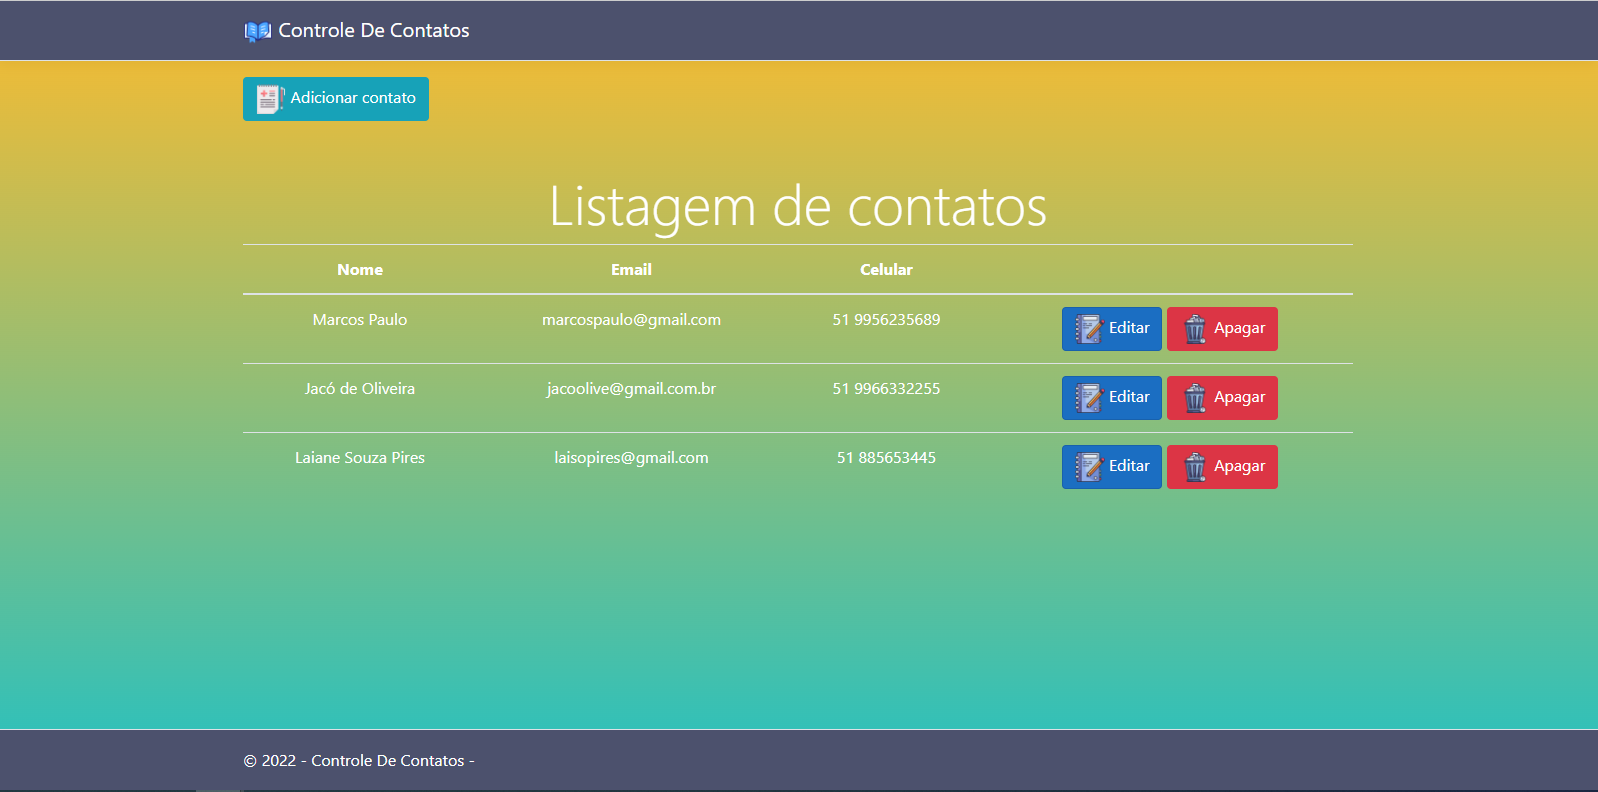 Controle De Contatos
Adicionar contato
Listagem de contatos
Nome Email Celular
Marcos Paulo marcospaulo@gmail.com 51 9956235689 Editar Apagar
Jacó de Oliveira jacoolive@gmail.com.br 51 9966332255 Editar Apagar
Laiane Souza Pires laisopires@gmail.com 51 885653445 Editar Apagar
© 2022 - Controle De Contatos -